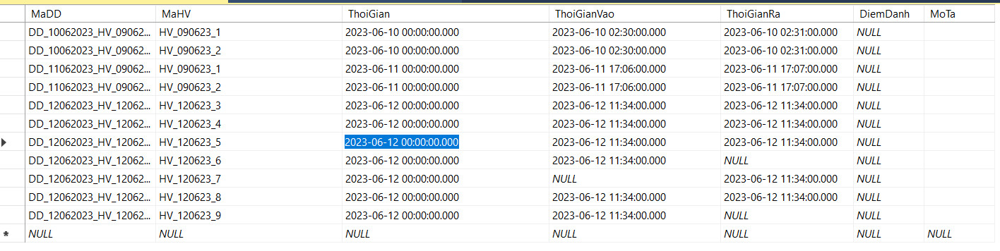 MaDD MaHV ThoiGian ThoiGianVao ThoiGianRa DiemDanh MoTa
DD_10062023_HV_09062... HV_090623_1 2023-06-10 00:00:00.000 2023-06-10 02:30:00.000 2023-06-10 02:31:00.000 NULL
DD_10062023_HV_09062... HV_090623_2 2023-06-10 00:00:00.000 2023-06-10 02:30:00.000 2023-06-10 02:31:00.000 NULL
DD_11062023_HV_09062... HV_090623_1 2023-06-11 00:00:00.000 2023-06-11 17:06:00.000 2023-06-11 17:07:00.000 NULL
DD_11062023_HV_09062... HV_090623_2 2023-06-11 00:00:00.000 2023-06-11 17:06:00.000 2023-06-11 17:07:00.000 NULL
DD_12062023_HV_12062... HV_120623_3 2023-06-12 00:00:00.000 2023-06-12 11:34:00.000 2023-06-12 11:34:00.000 NULL
DD_12062023_HV_12062... HV_120623_4 2023-06-12 00:00:00.000 2023-06-12 11:34:00.000 2023-06-12 11:34:00.000 NULL
DD_12062023_HV_12062... HV_120623_5 2023-06-12 00:00:00.000 2023-06-12 11:34:00.000 2023-06-12 11:34:00.000 NULL
DD_12062023_HV_12062... HV_120623_6 2023-06-12 00:00:00.000 2023-06-12 11:34:00.000 NULL NULL
DD_12062023_HV_12062... HV_120623_7 2023-06-12 00:00:00.000 NULL 2023-06-12 11:34:00.000 NULL
DD_12062023_HV_12062... HV_120623_8 2023-06-12 00:00:00.000 2023-06-12 11:34:00.000 2023-06-12 11:34:00.000 NULL
DD_12062023_HV_12062... HV_120623_9 2023-06-12 00:00:00.000 2023-06-12 11:34:00.000 NULL NULL
* NULL NULL NULL NULL NULL NULL NULL